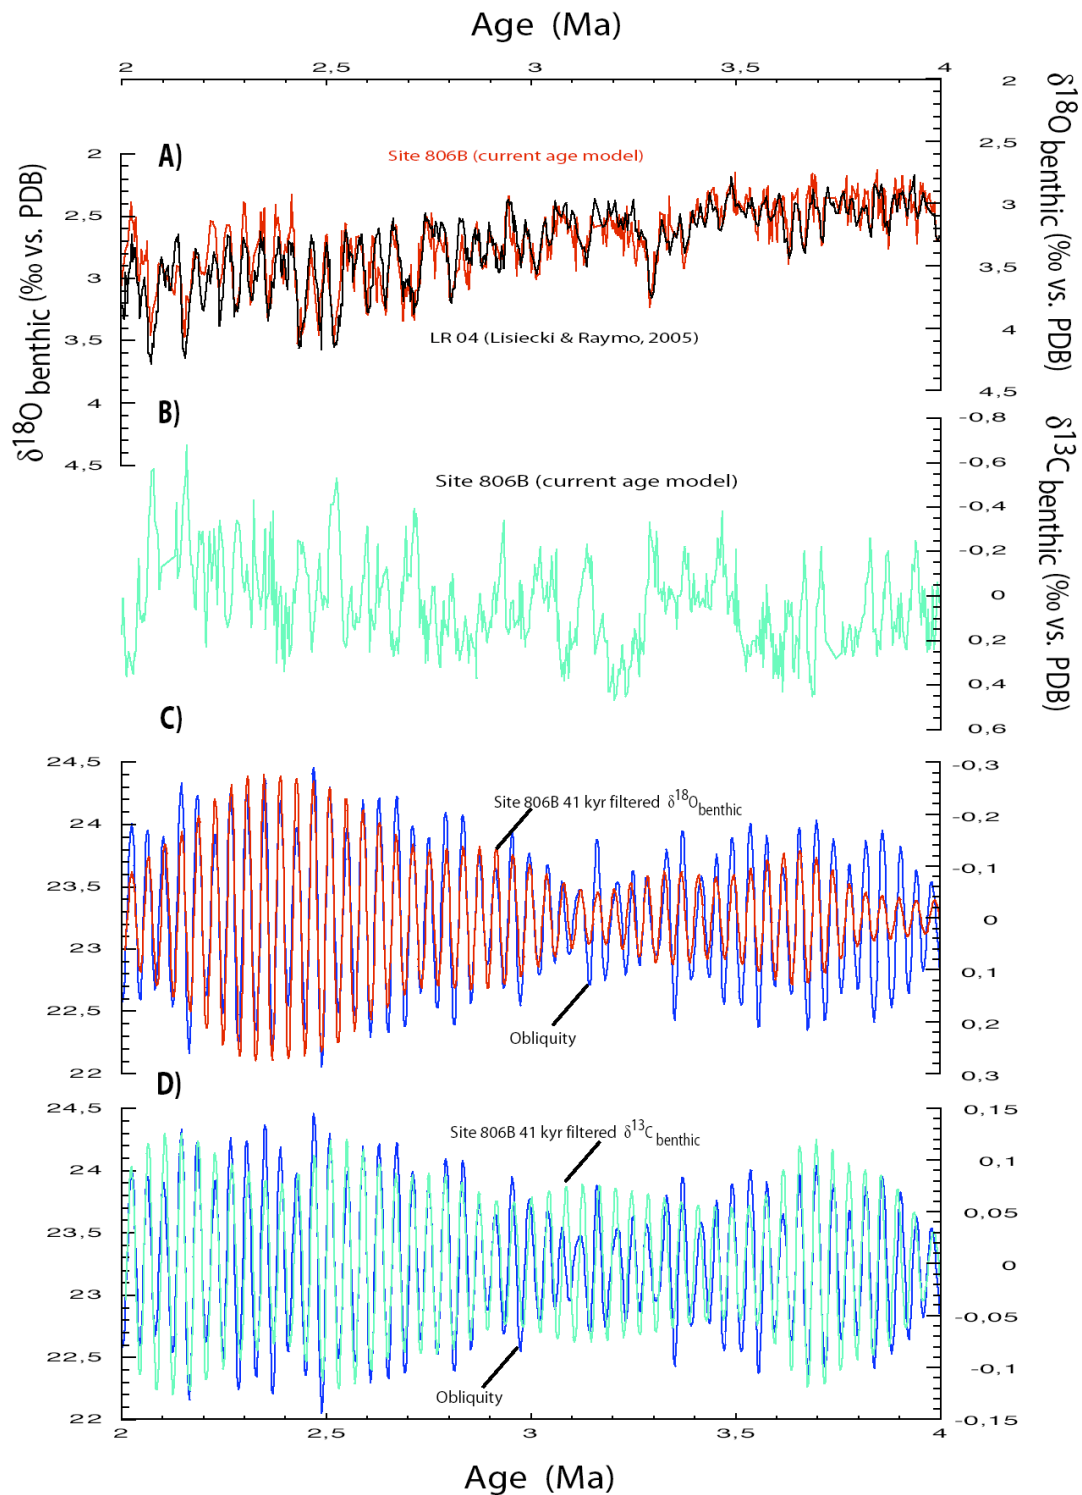 Age (Ma)
2 2,5 3 3,5 4
A)
Site 806B (current age model)
LR 04 (Lisiecki & Raymo, 2005)
δ18O benthic (‰ vs. PDB)
2
2,5
3
3,5
4
4,5
δ18O benthic (‰ vs. PDB)
2
2,5
3
3,5
4
4,5
B)
Site 806B (current age model)
δ13C benthic (‰ vs. PDB)
-0,8
-0,6
-0,4
-0,2
0
0,2
0,4
0,6
C)
24,5
24
23,5
23
22,5
22
Site 806B 41 kyr filtered δ18Obenthic
Obliquity
-0,3
-0,2
-0,1
0
0,1
0,2
0,3
D)
24,5
24
23,5
23
22,5
22
Site 806B 41 kyr filtered δ13C benthic
Obliquity
0,15
0,1
0,05
0
-0,05
-0,1
-0,15
2 2,5 3 3,5 4
Age (Ma)